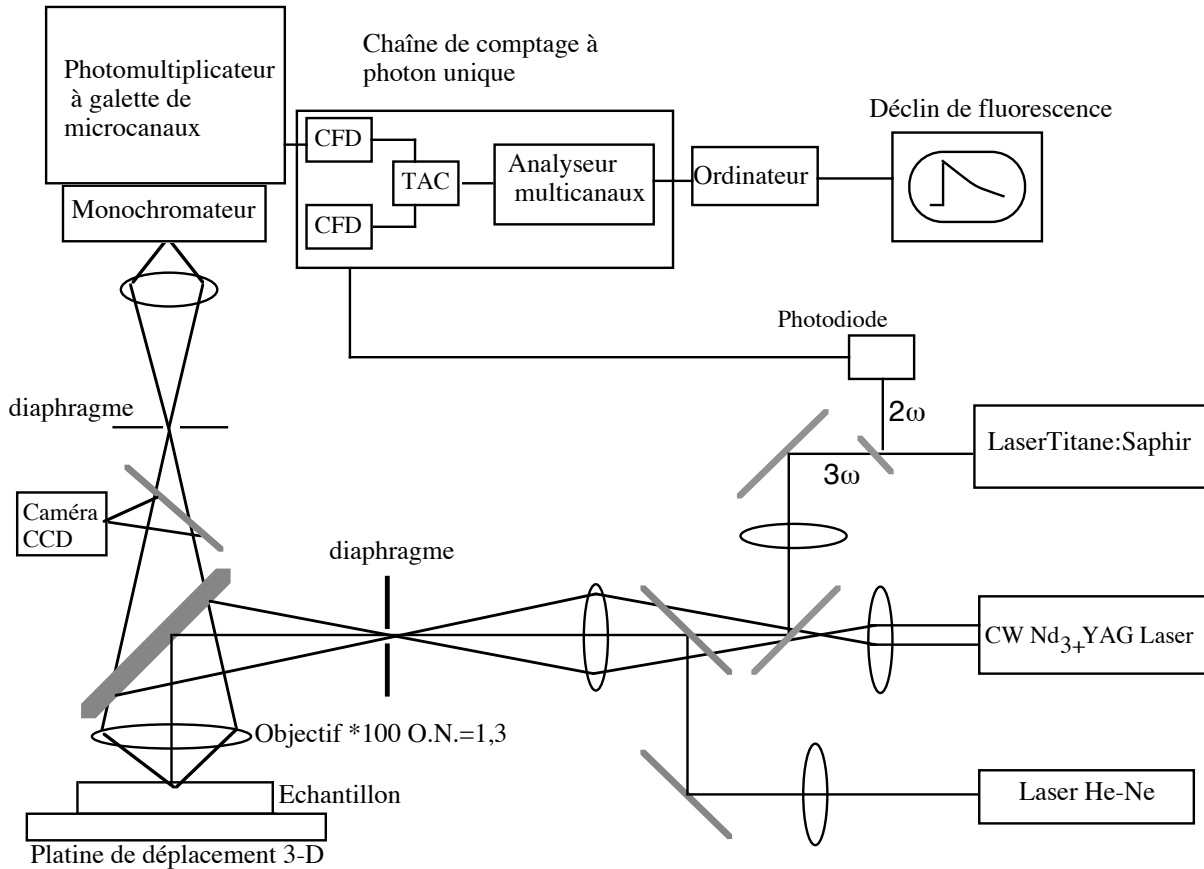 Chaîne de comptage à
photon unique
Photomultiplicateur
à galette de
microcanaux
Déclin de fluorescence
CFD
TAC
Analyseur
multicanaux
Ordinateur
Monochromateur
CFD
Photodiode
diaphragme
2ω
LaserTitane:Saphir
3ω
Caméra
CCD
diaphragme
CW Nd3+YAG Laser
Objectif *100 O.N.=1,3
Echantillon
Laser He-Ne
Platine de déplacement 3-D